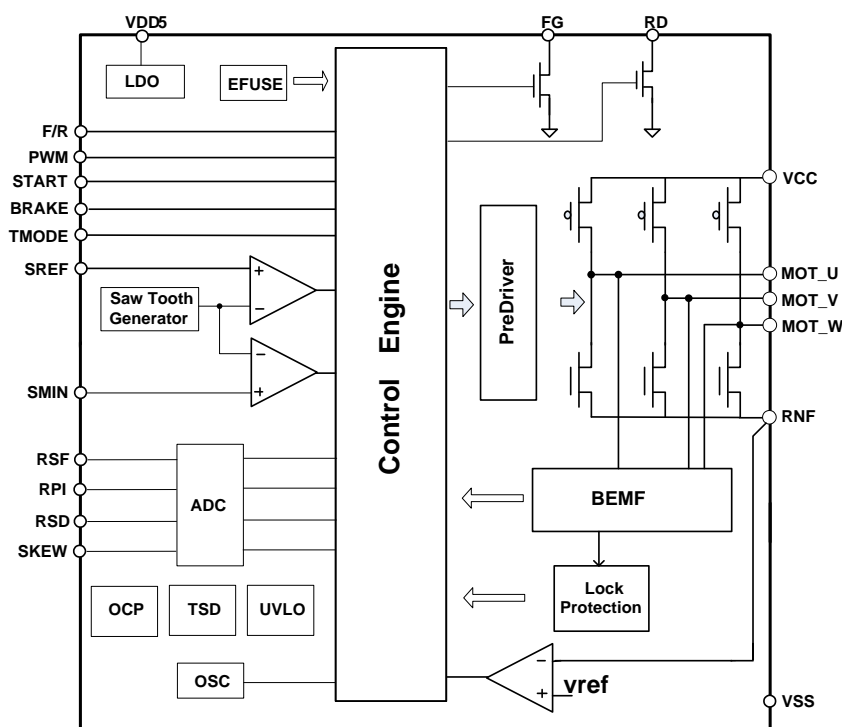 VDD5
FG
RD
LDO
EFUSE
F/R
PWM
START
BRAKE
TMODE
SREF
Saw Tooth
Generator
SMIN
RSF
RPI
RSD
SKEW
ADC
OCP
TSD
UVLO
OSC
+
−
−
+
Control Engine
PreDriver
VCC
MOT_U
MOT_V
MOT_W
RNF
BEMF
Lock
Protection
−
+
vref
VSS